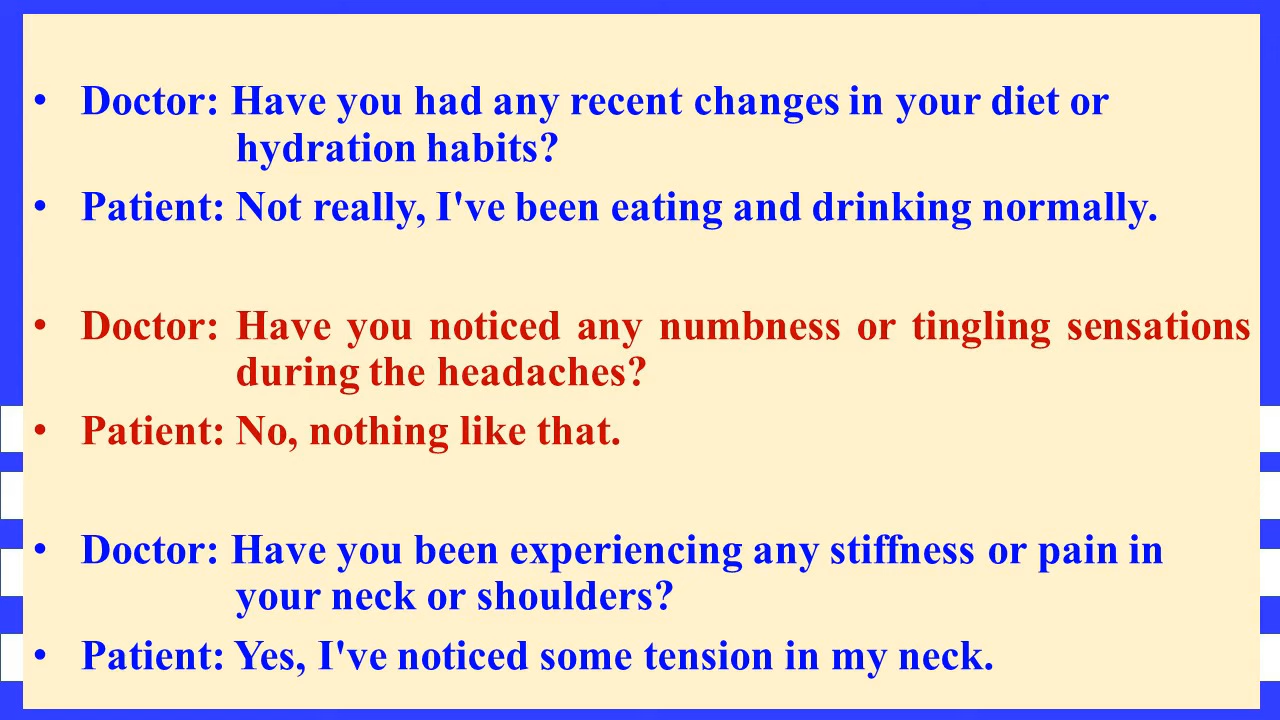 • Doctor: Have you had any recent changes in your diet or
hydration habits?
• Patient: Not really, I've been eating and drinking normally.
• Doctor: Have you noticed any numbness or tingling sensations
during the headaches?
• Patient: No, nothing like that.
• Doctor: Have you been experiencing any stiffness or pain in
your neck or shoulders?
• Patient: Yes, I've noticed some tension in my neck.